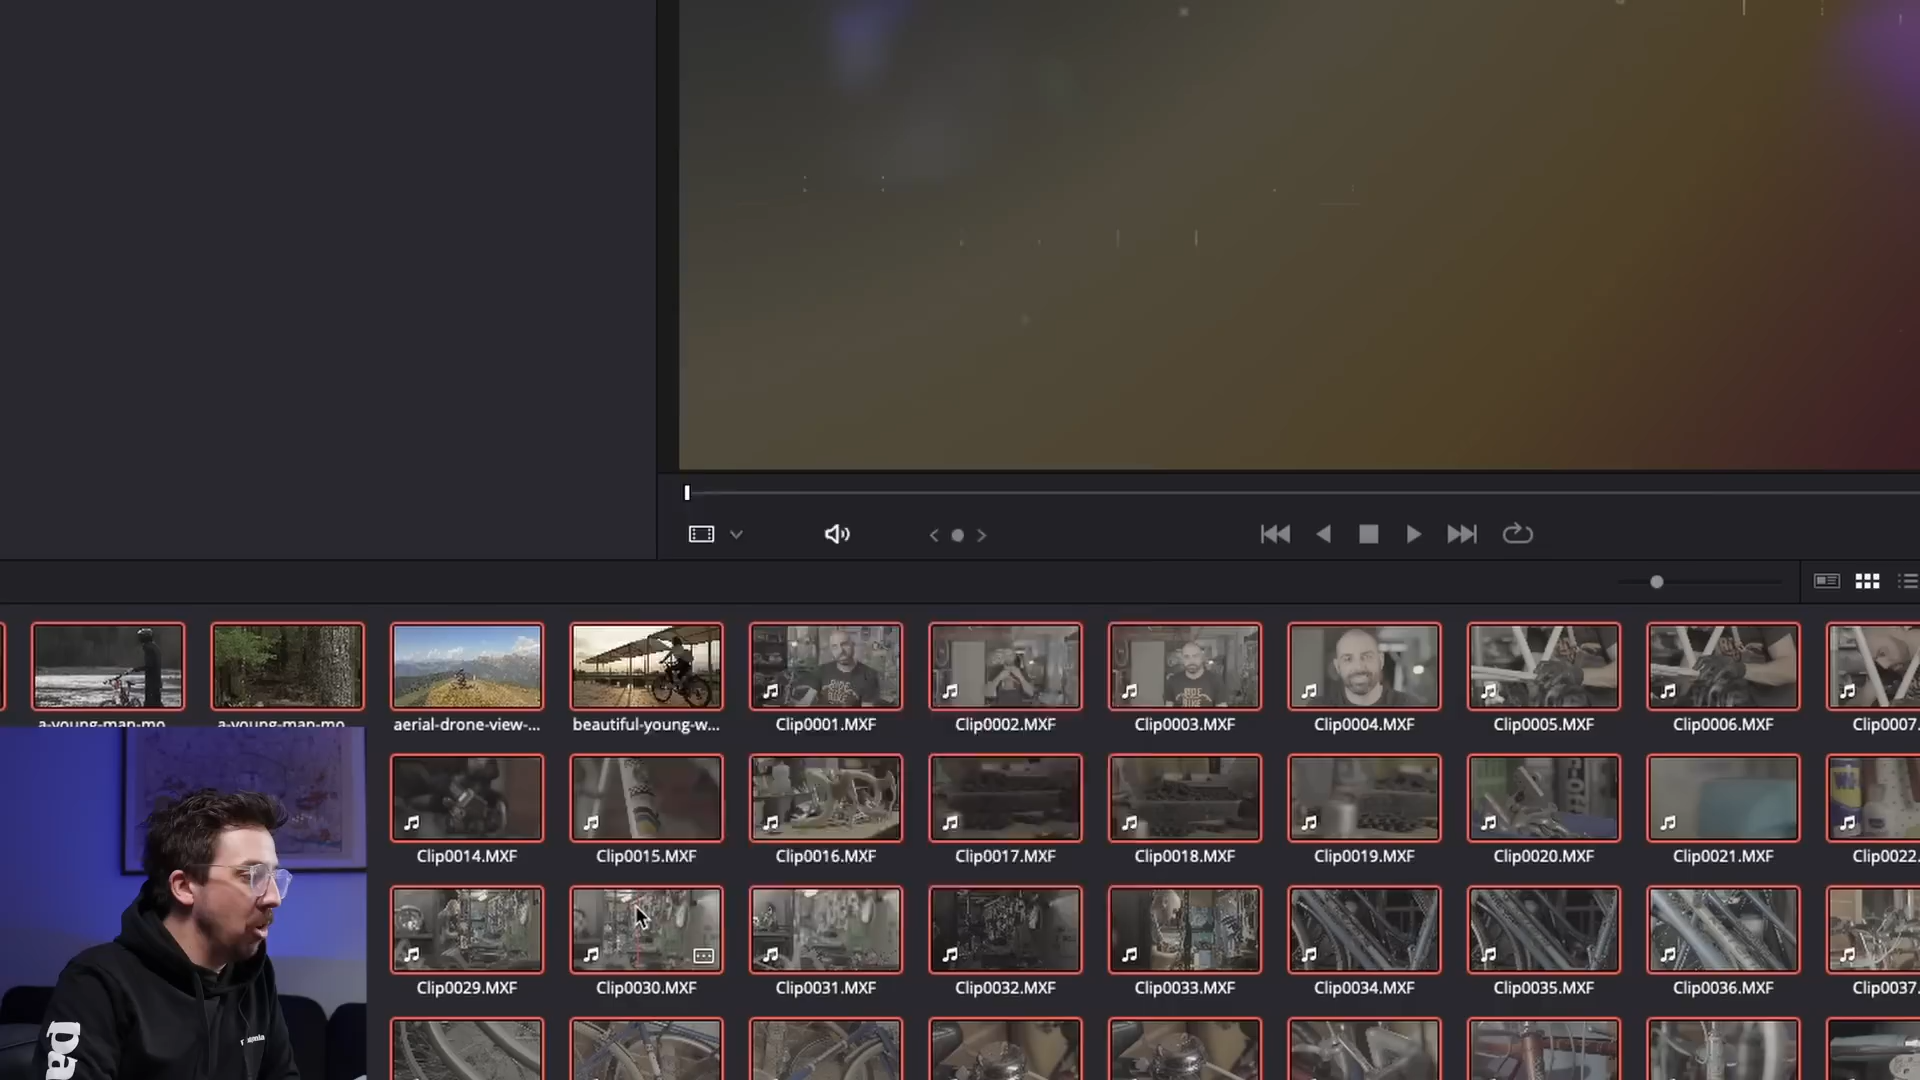 a-young-man-mo...
a-young-man-mo...
aerial-drone-view-...
beautiful-young-w...
Clip0001.MXF
Clip0002.MXF
Clip0003.MXF
Clip0004.MXF
Clip0005.MXF
Clip0006.MXF
Clip0007.
Clip0014.MXF
Clip0015.MXF
Clip0016.MXF
Clip0017.MXF
Clip0018.MXF
Clip0019.MXF
Clip0020.MXF
Clip0021.MXF
Clip0022.
Clip0029.MXF
Clip0030.MXF
Clip0031.MXF
Clip0032.MXF
Clip0033.MXF
Clip0034.MXF
Clip0035.MXF
Clip0036.MXF
Clip0037.
pa